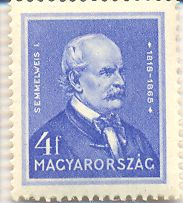 SEMMELWEIS I.
* 1818-1865 *
4f
MAGYARORSZÁG